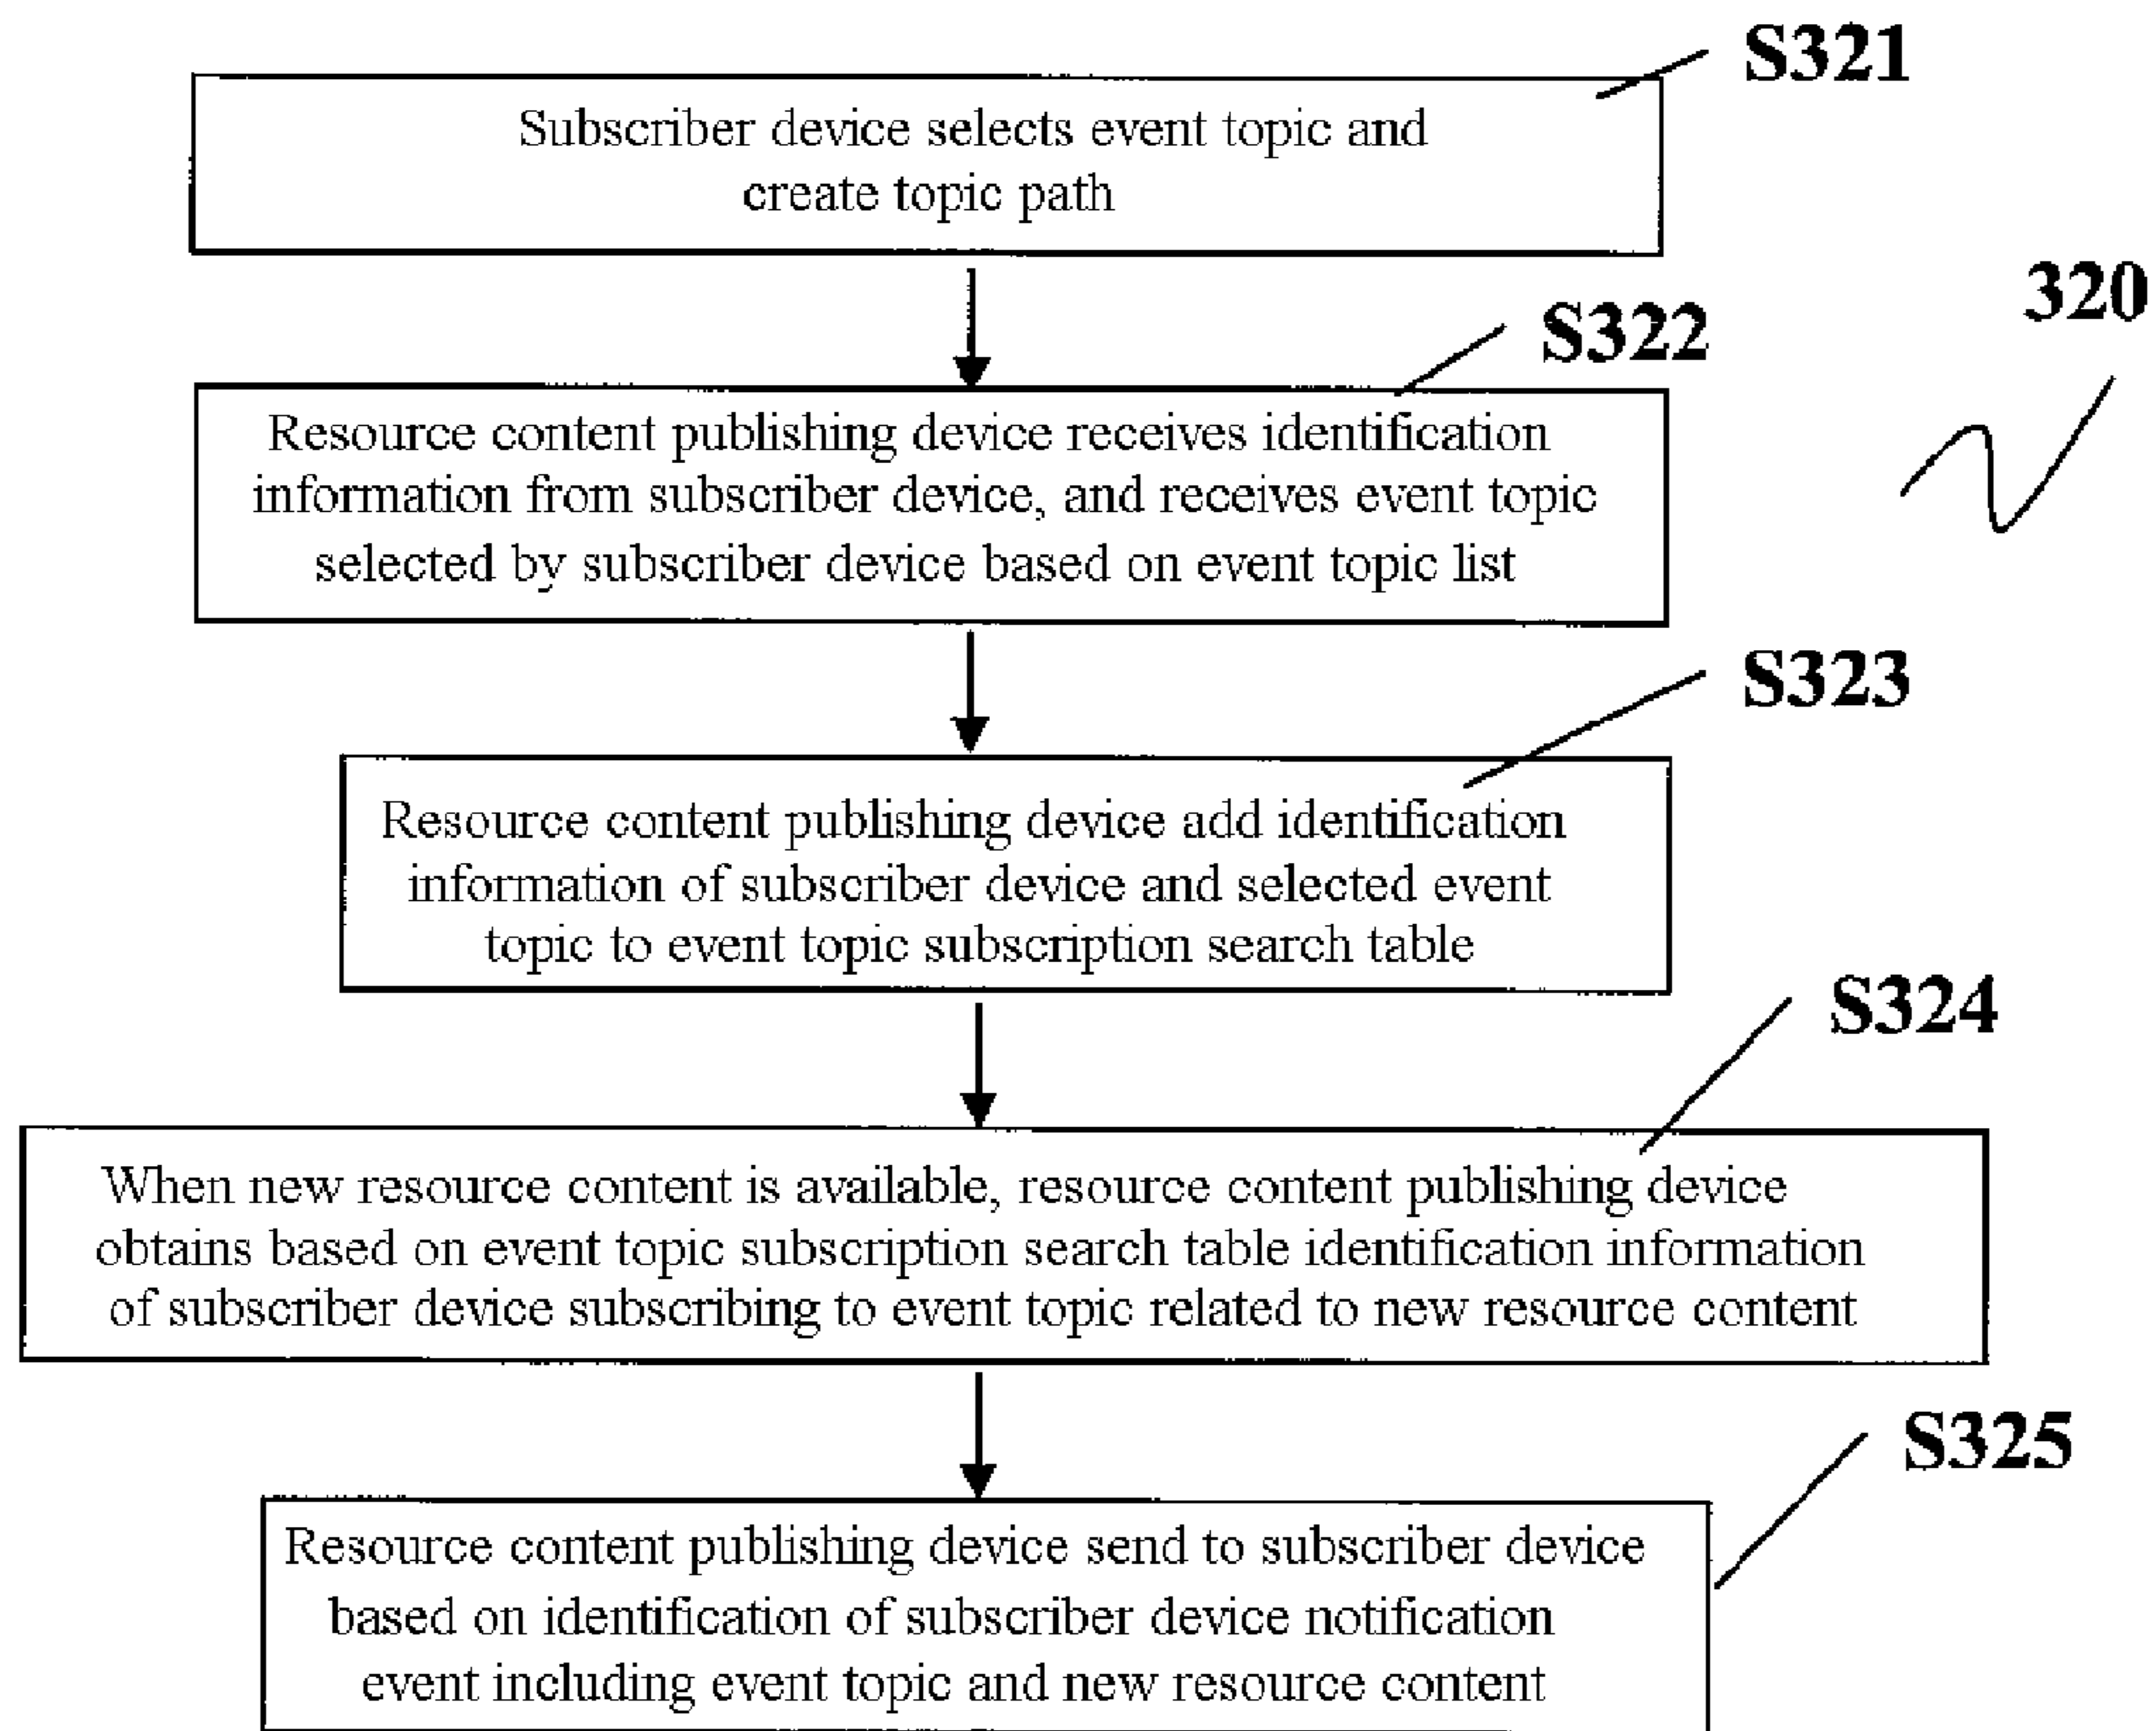 S321
Subscriber device selects event topic and
create topic path
320
S322
Resource content publishing device receives identification
information from subscriber device, and receives event topic
selected by subscriber device based on event topic list
S323
Resource content publishing device add identification
information of subscriber device and selected event
topic to event topic subscription search table
S324
When new resource content is available, resource content publishing device
obtains based on event topic subscription search table identification information
of subscriber device subscribing to event topic related to new resource content
S325
Resource content publishing device send to subscriber device
based on identification of subscriber device notification
event including event topic and new resource content